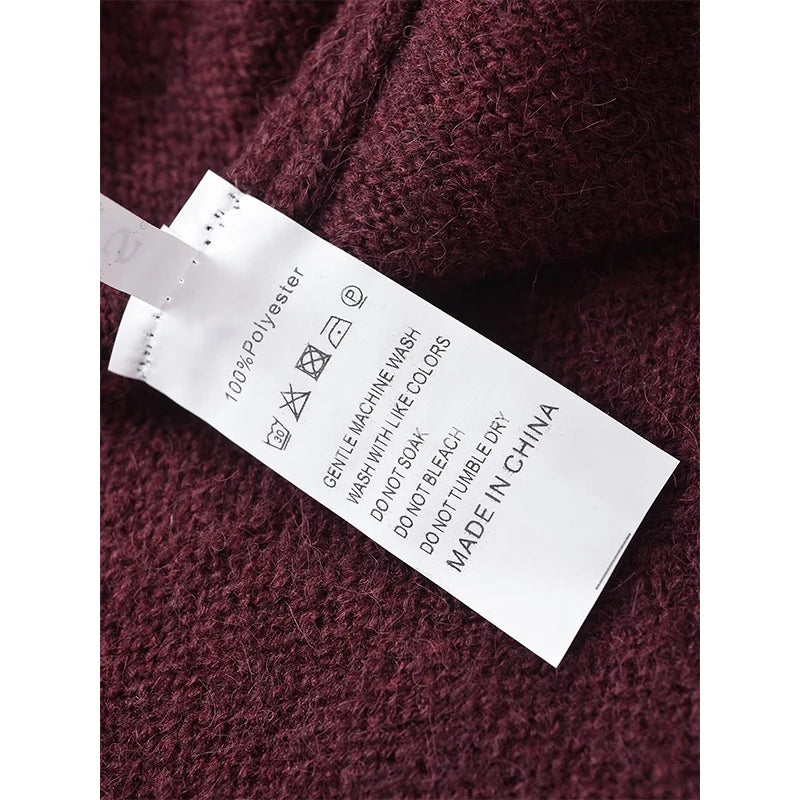 S
100%Polyester
30 P
GENTLE MACHINE WASH
WASH WITH LIKE COLORS
DO NOT SOAK
DO NOT BLEACH
DO NOT TUMBLE DRY
MADE IN CHINA